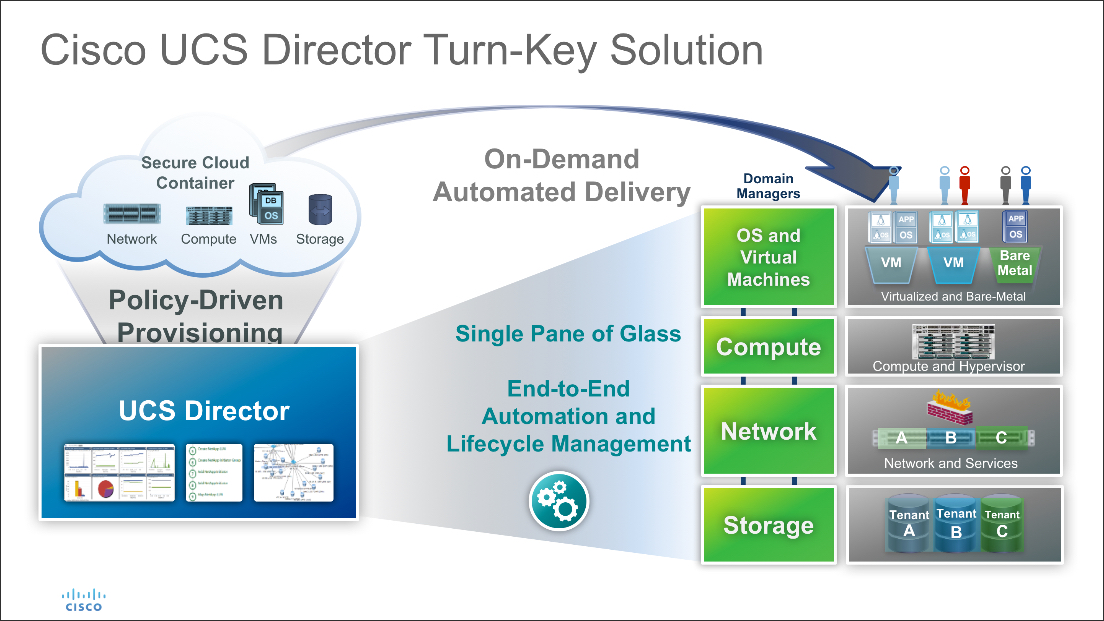 Cisco UCS Director Turn-Key Solution
Secure Cloud
Container
DB
OS
Network
Compute
VMs
Storage
Policy-Driven
Provisioning
UCS Director
On-Demand
Automated Delivery
Single Pane of Glass
End-to-End
Automation and
Lifecycle Management
Domain
Managers
OS and
Virtual
Machines
APP
OS
OS
OS
OS
APP
OS
VM
VM
Bare
Metal
Virtualized and Bare-Metal
Compute
Compute and Hypervisor
Network
A
B
C
Network and Services
Storage
Tenant
A
Tenant
B
Tenant
C
CISCO